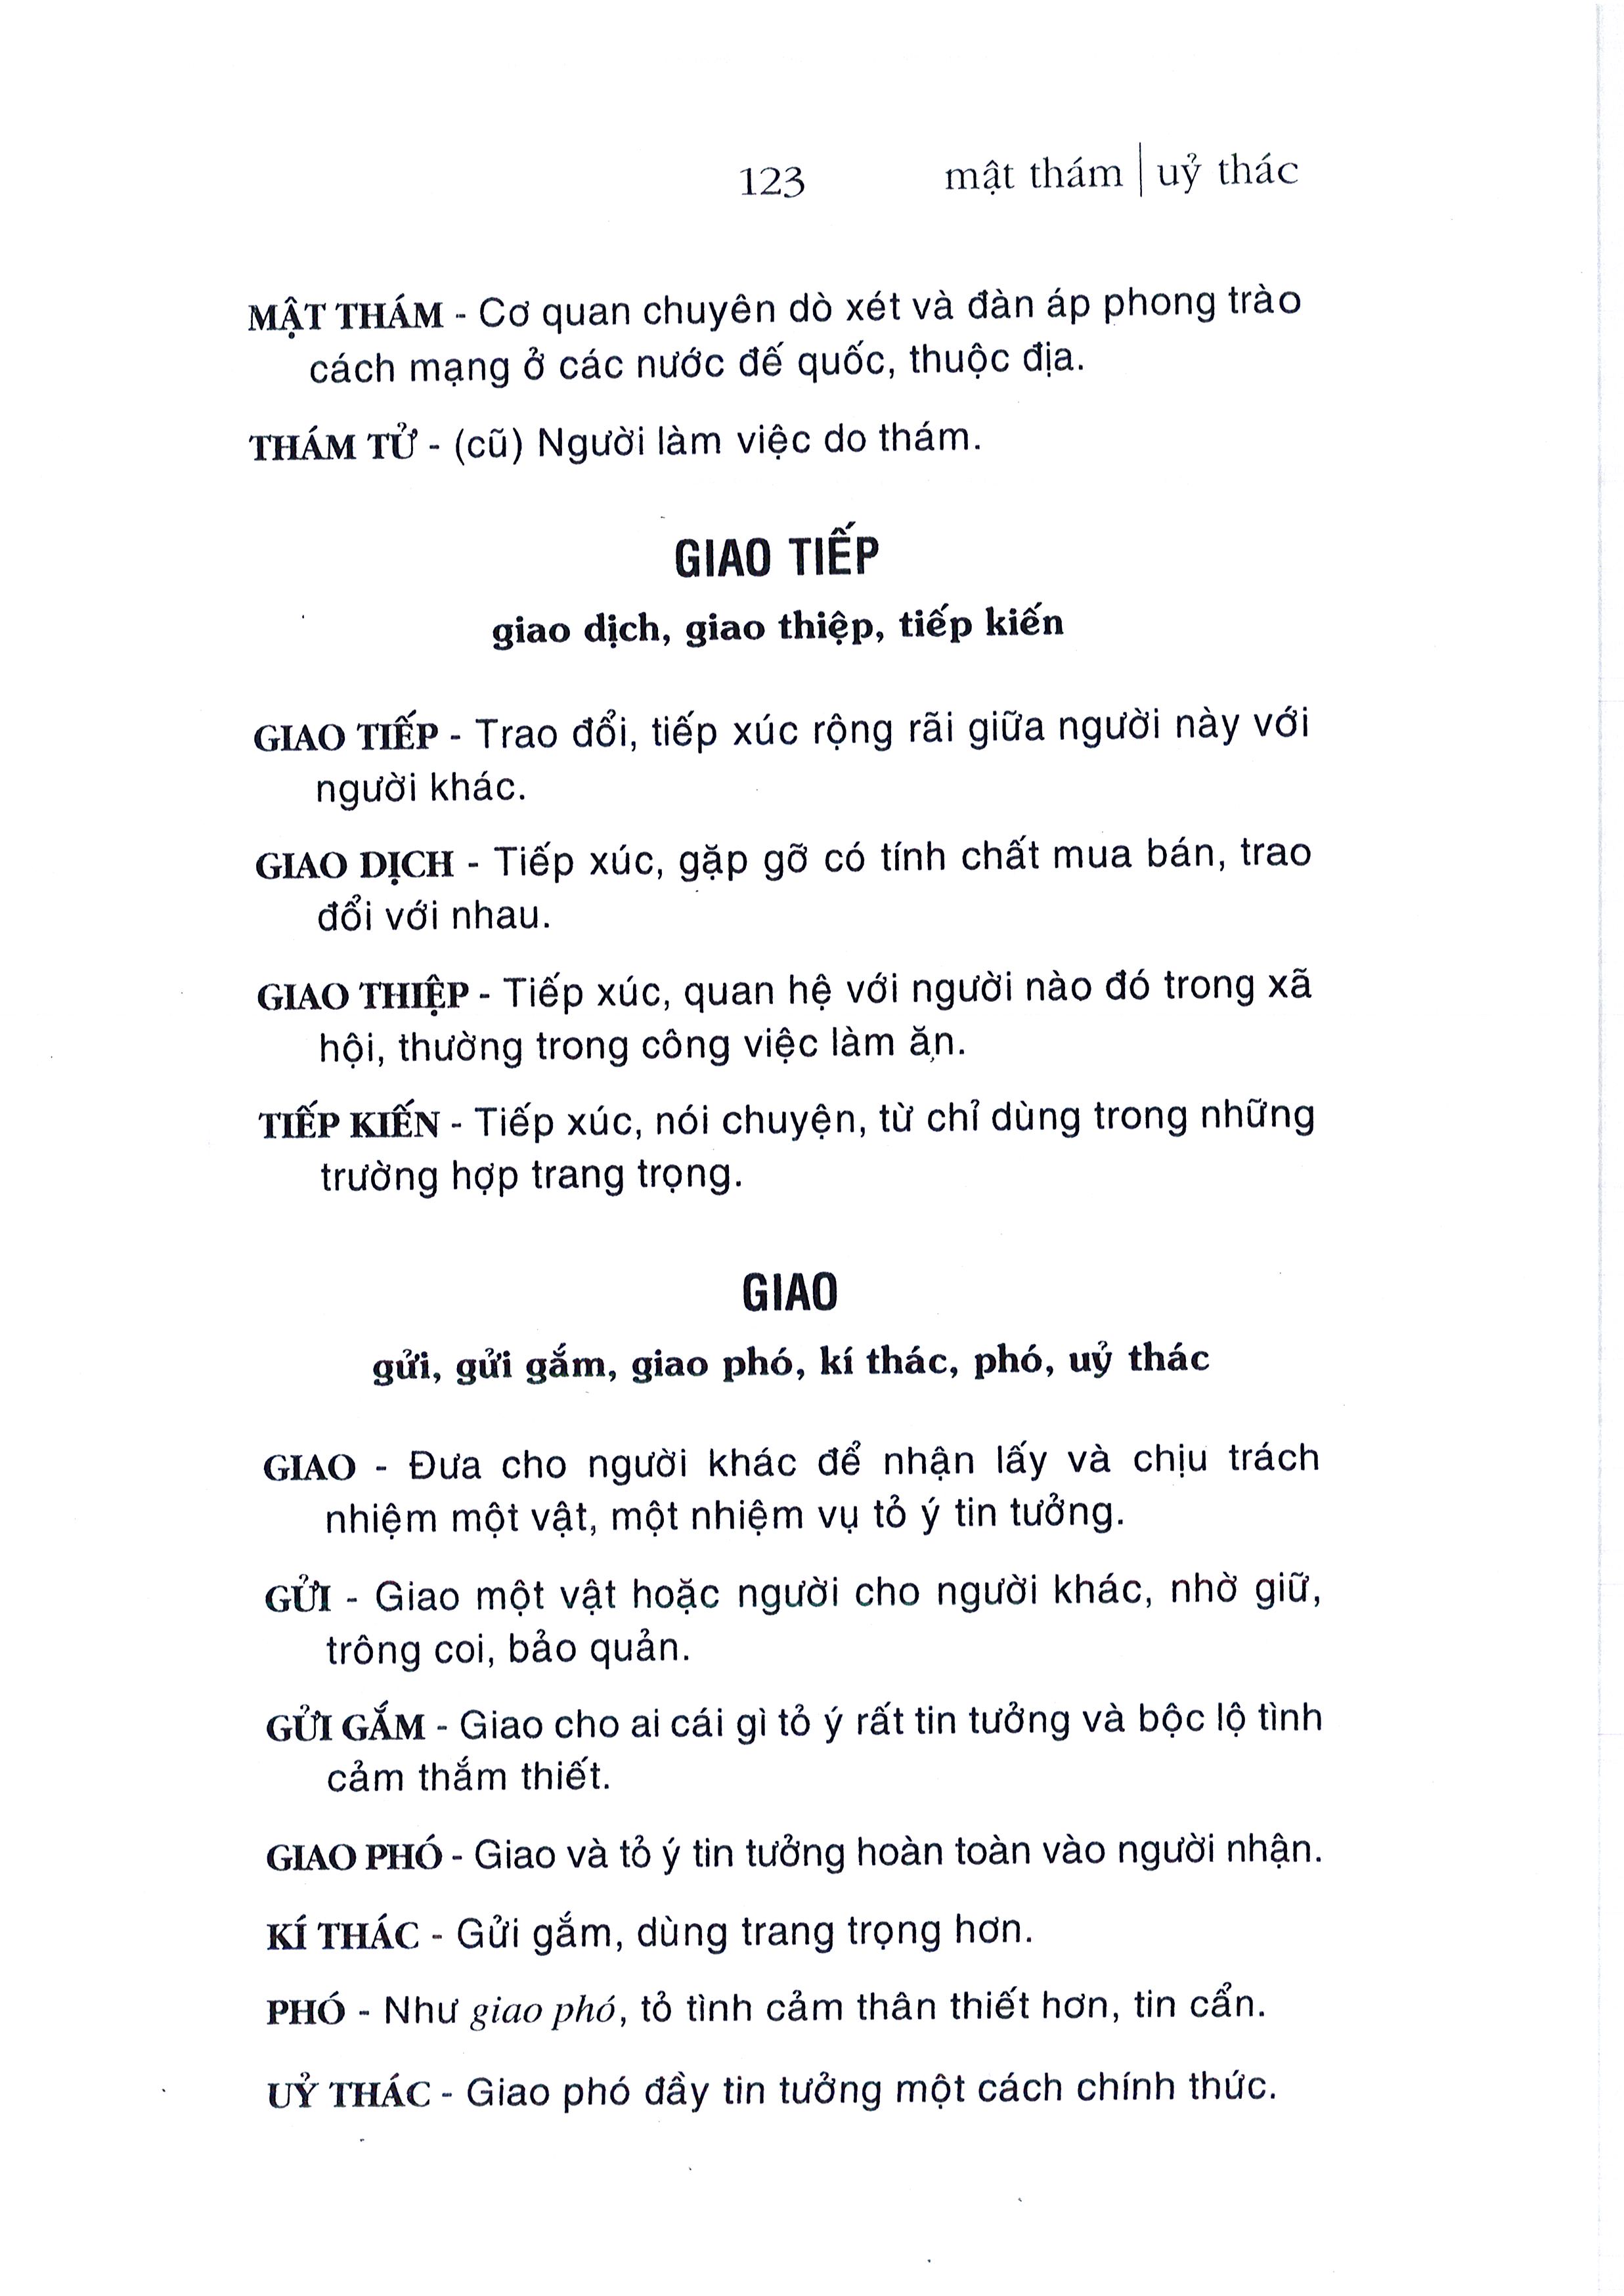 123 mật thám | uỷ thác
MẬT THÁM - Cơ quan chuyên dò xét và đàn áp phong trào
cách mạng ở các nước đế quốc, thuộc địa.
THÁM TỬ - (cũ) Người làm việc do thám.
GIAO TIẾP
giao dịch, giao thiệp, tiếp kiến
GIAO TIẾP - Trao đổi, tiếp xúc rộng rãi giữa người này với
người khác.
GIAO DỊCH - Tiếp xúc, gặp gỡ có tính chất mua bán, trao
đổi với nhau.
GIAO THIỆP - Tiếp xúc, quan hệ với người nào đó trong xã
hội, thường trong công việc làm ăn.
TIẾP KIẾN - Tiếp xúc, nói chuyện, từ chỉ dùng trong những
trường hợp trang trọng.
GIAO
gửi, gửi gắm, giao phó, kí thác, phó, uỷ thác
GIAO - Đưa cho người khác để nhận lấy và chịu trách
nhiệm một vật, một nhiệm vụ tỏ ý tin tưởng.
GỬI - Giao một vật hoặc người cho người khác, nhờ giữ,
trông coi, bảo quản.
GỬI GẮM - Giao cho ai cái gì tỏ ý rất tin tưởng và bộc lộ tình
cảm thắm thiết.
GIAO PHÓ - Giao và tỏ ý tin tưởng hoàn toàn vào người nhận.
KÍ THÁC - Gửi gắm, dùng trang trọng hơn.
PHÓ - Như giao phó, tỏ tình cảm thân thiết hơn, tin cẩn.
UỶ THÁC - Giao phó đầy tin tưởng một cách chính thức.